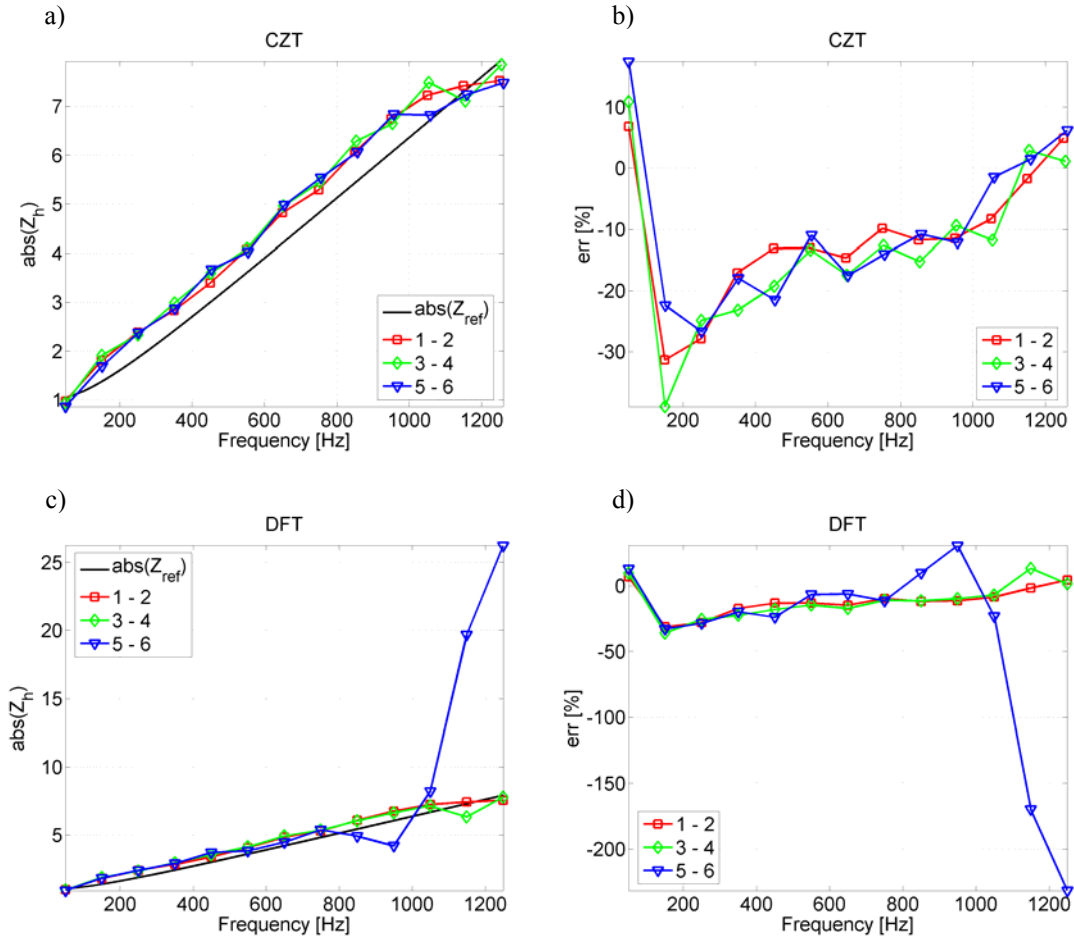 a)
CZT
abs(Z_h)
7
6
5
4
3
2
1
abs(Z_ref)
1 - 2
3 - 4
5 - 6
200 400 600 800 1000 1200
Frequency [Hz]
b)
CZT
err [%]
10
0
-10
-20
-30
1 - 2
3 - 4
5 - 6
200 400 600 800 1000 1200
Frequency [Hz]
c)
DFT
abs(Z_h)
25
20
15
10
5
abs(Z_ref)
1 - 2
3 - 4
5 - 6
200 400 600 800 1000 1200
Frequency [Hz]
d)
DFT
err [%]
0
-50
-100
-150
-200
1 - 2
3 - 4
5 - 6
200 400 600 800 1000 1200
Frequency [Hz]